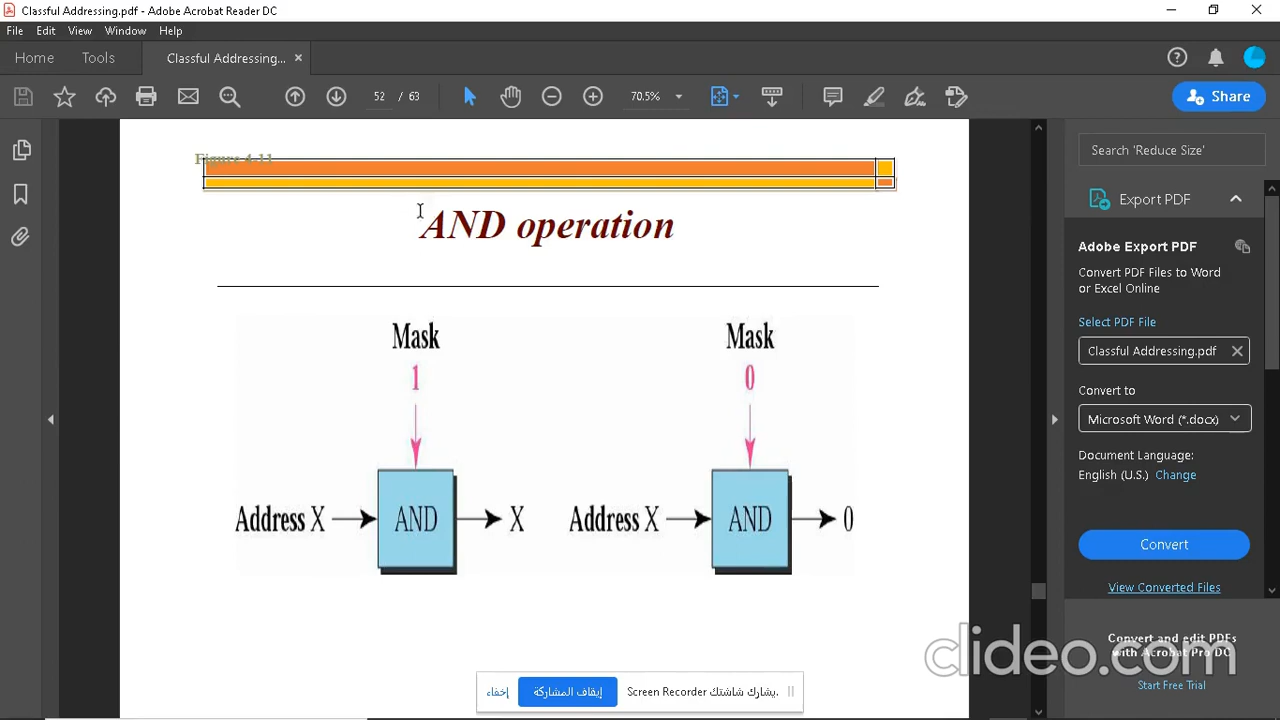 Classful Addressing.pdf - Adobe Acrobat Reader DC
File Edit View Window Help
Home Tools Classful Addressing... ×
52 / 63 70.5% Share
Figure 4-11
AND operation
Mask Mask
1 0
Address X AND X Address X AND 0
Search 'Reduce Size'
Export PDF
Adobe Export PDF
Convert PDF Files to Word
or Excel Online
Select PDF File
Classful Addressing.pdf
Convert to
Microsoft Word (*.docx)
Document Language:
English (U.S.) Change
Convert
View Converted Files
Convert and edit PDFs
with Acrobat Pro DC
Start Free Trial
clideo.com
يشارك شاشتك Screen Recorder. إيقاف المشاركة إخفاء